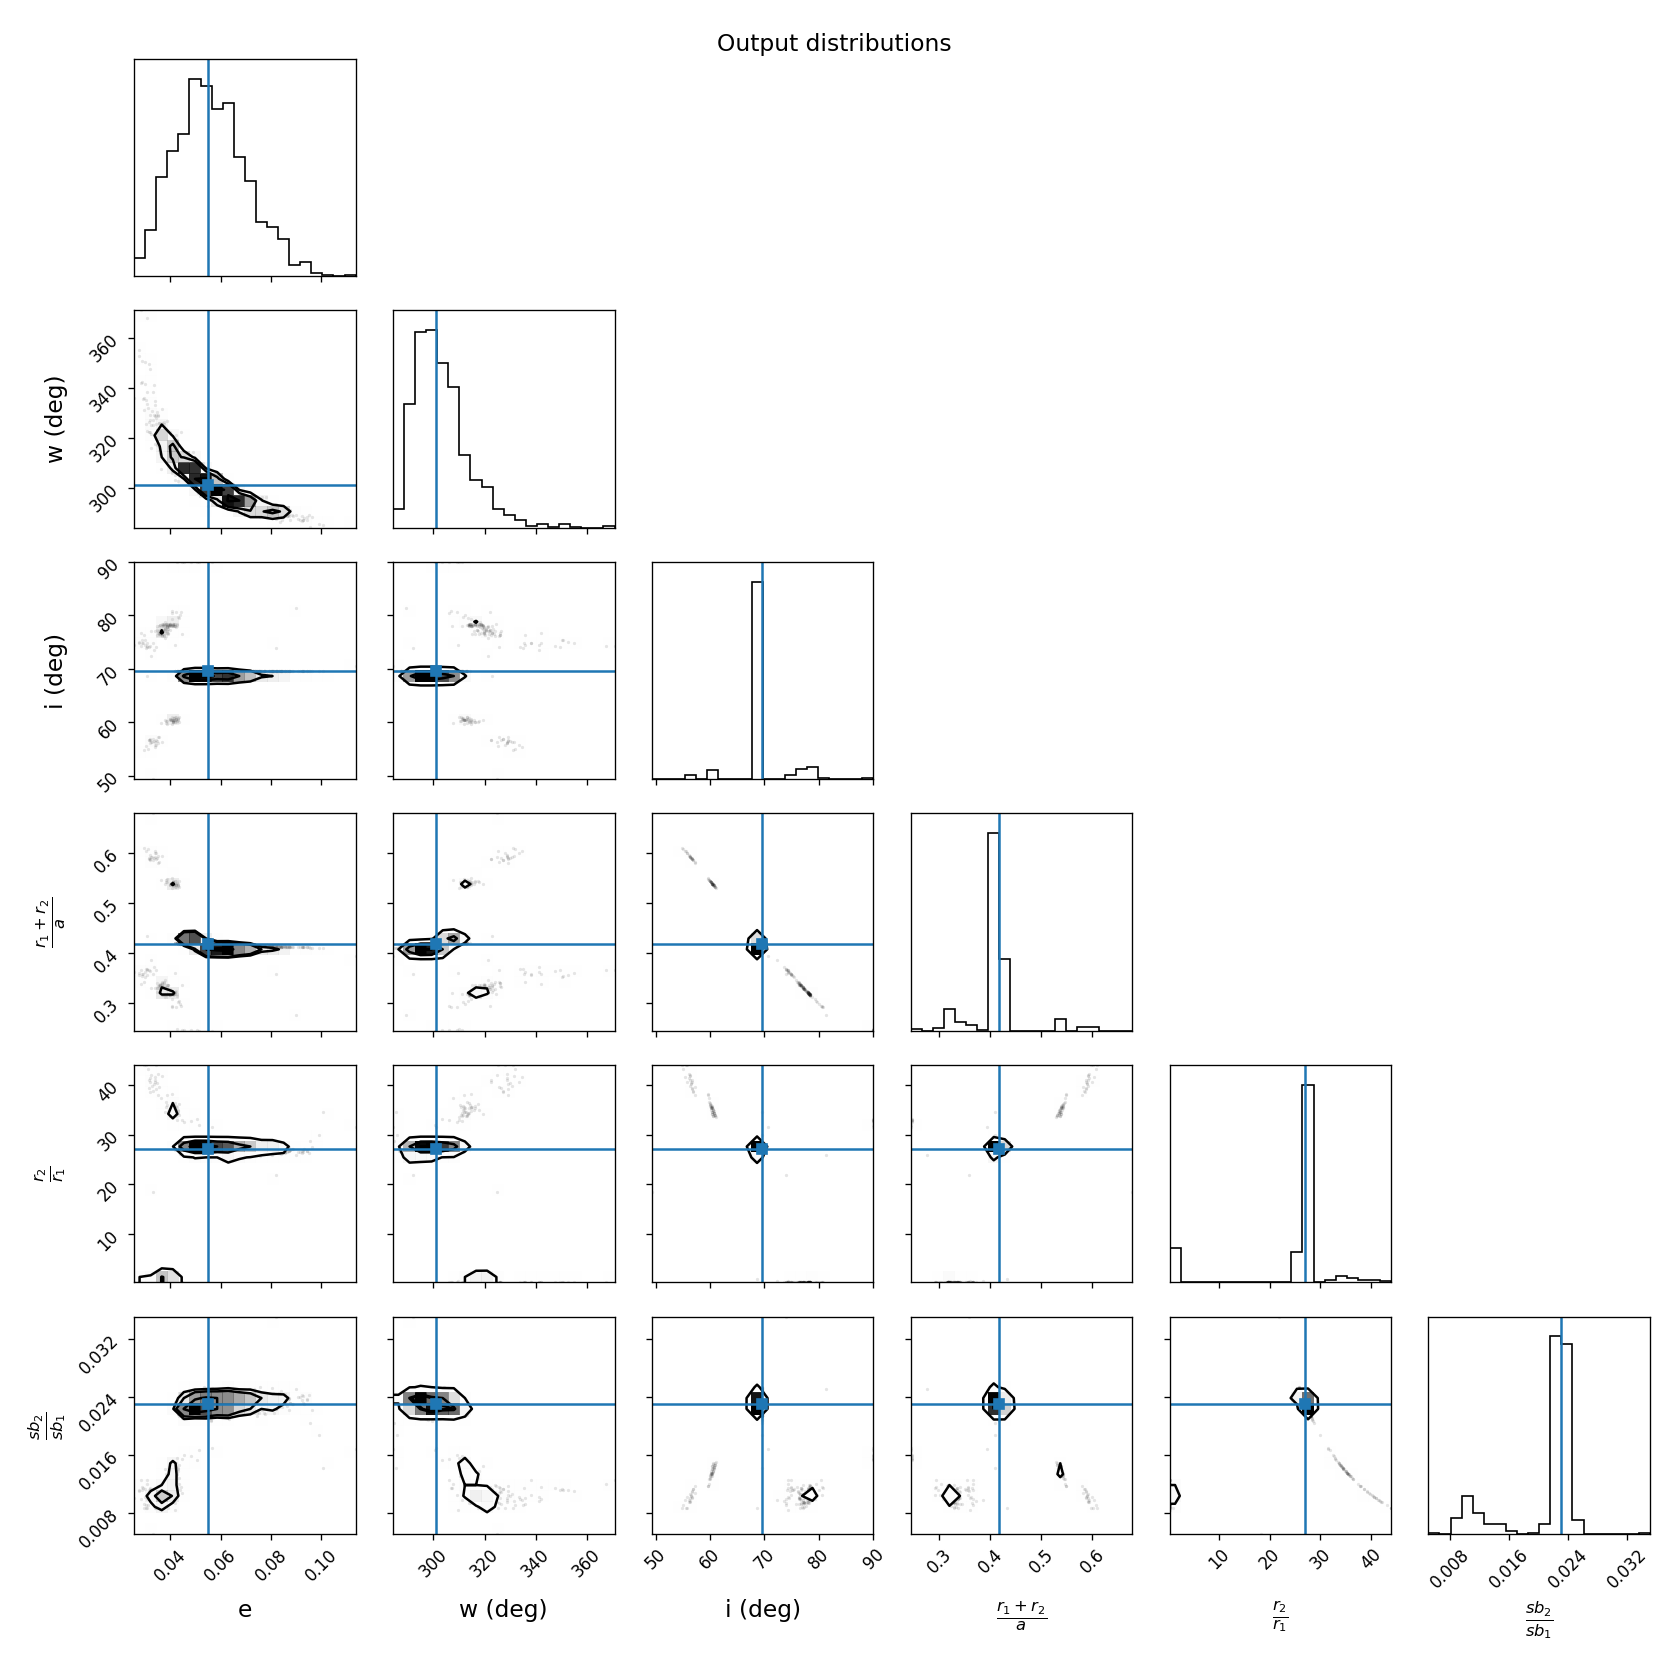 Output distributions
w (deg)
360
340
320
300
i (deg)
90
80
70
60
50
r₁ + r₂
a
0.6
0.5
0.4
0.3
r₂
r₁
40
30
20
10
sb₂
sb₁
0.032
0.024
0.016
0.008
0.04 0.06 0.08 0.10 300 320 340 360 50 60 70 80 90 0.3 0.4 0.5 0.6 10 20 30 40 0.008 0.016 0.024 0.032
e w (deg) i (deg) r₁ + r₂ r₂ sb₂
a r₁ sb₁